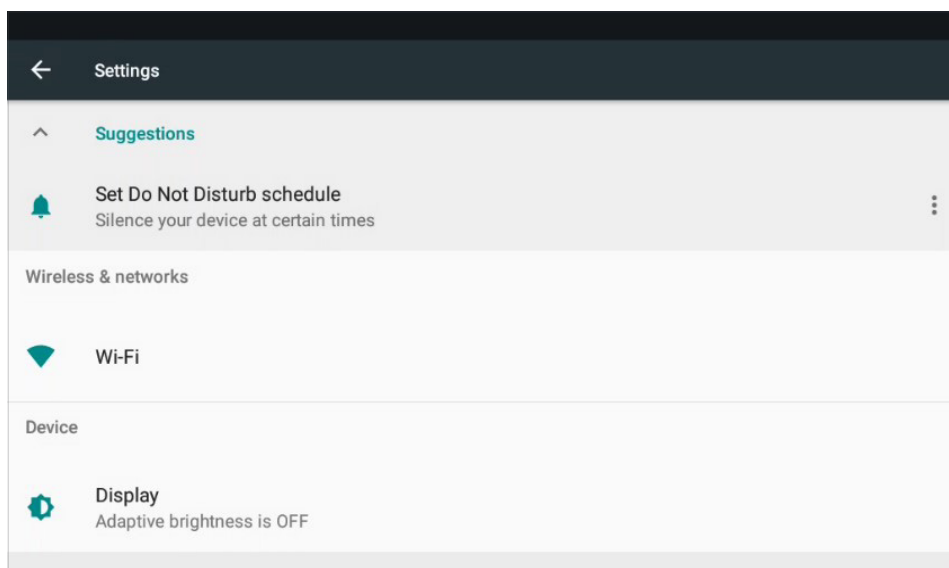 Settings
Suggestions
Set Do Not Disturb schedule
Silence your device at certain times
Wireless & networks
Wi-Fi
Device
Display
Adaptive brightness is OFF